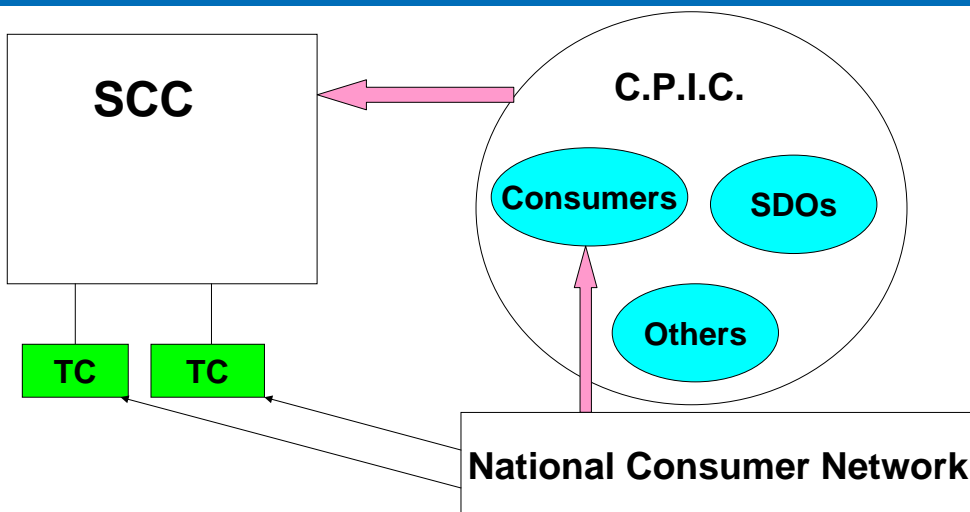 SCC
C.P.I.C.
Consumers
SDOs
Others
TC
TC
National Consumer Network